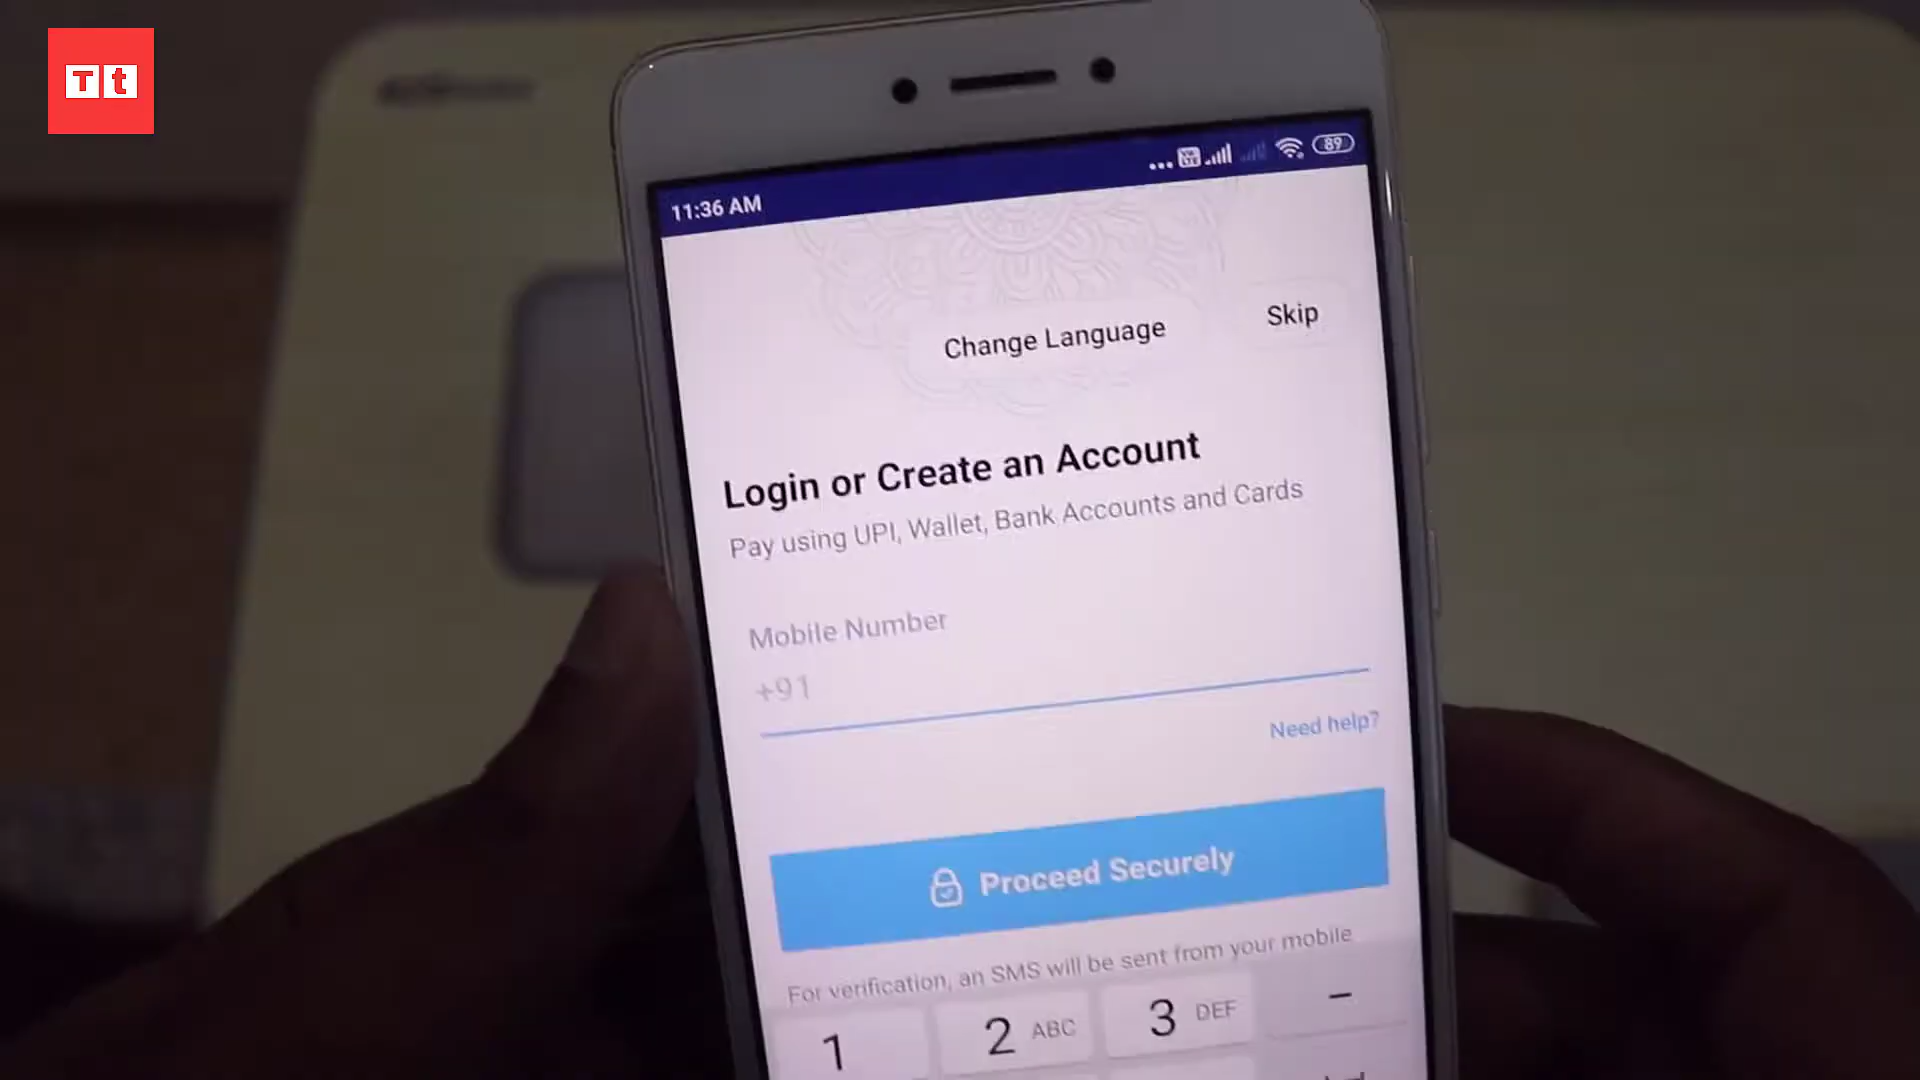 Tt
11:36 AM
Vo LTE
89
Change Language
Skip
Login or Create an Account
Pay using UPI, Wallet, Bank Accounts and Cards
Mobile Number
+91
Need help?
Proceed Securely
For verification, an SMS will be sent from your mobile
1
2 ABC
3 DEF
-